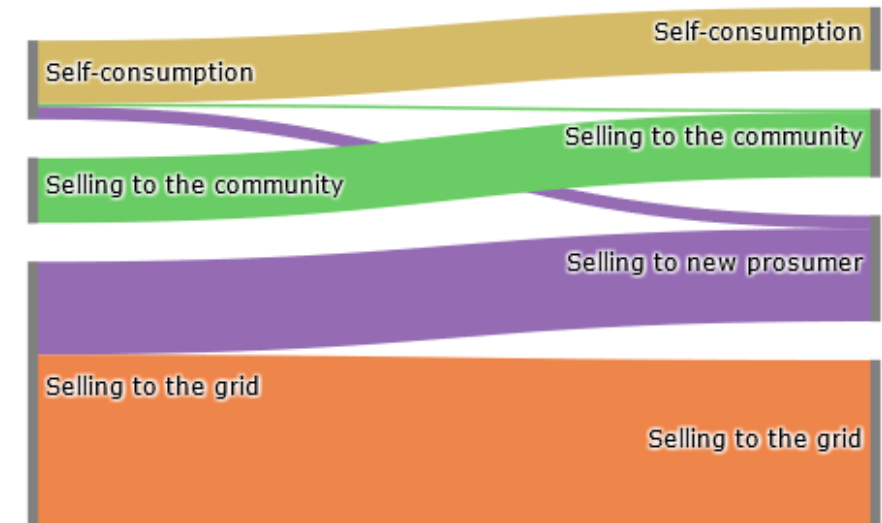 Self-consumption
Self-consumption
Selling to the community
Selling to the community
Selling to new prosumer
Selling to the grid
Selling to the grid